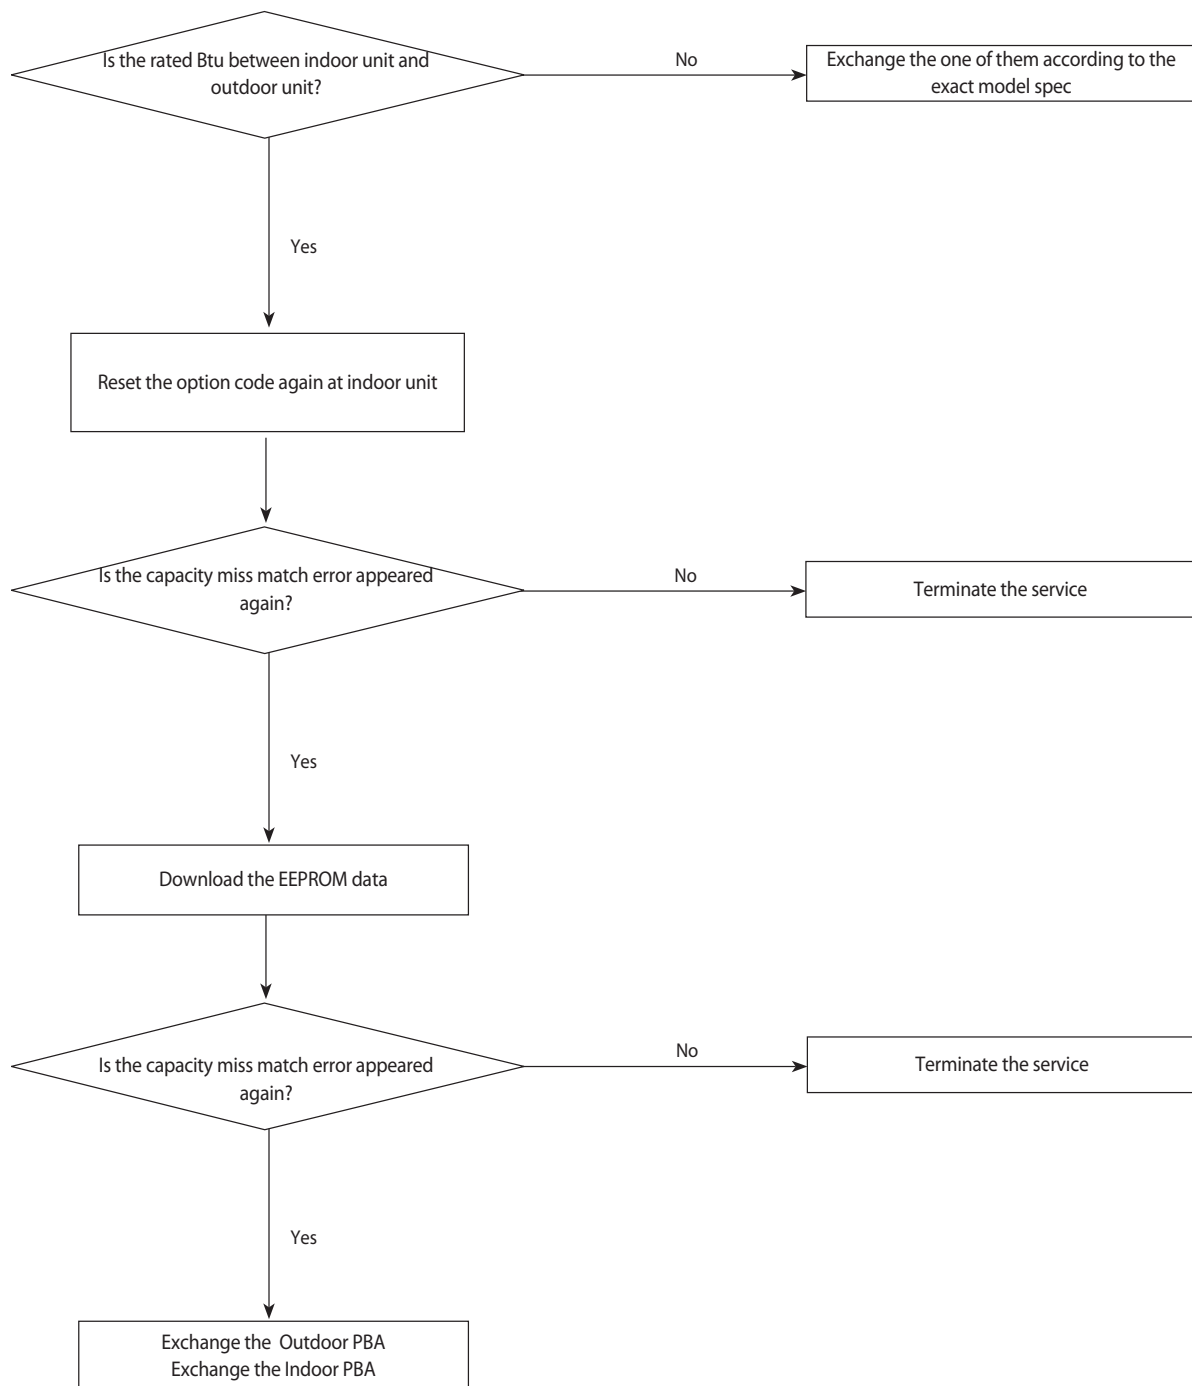 Is the rated Btu between indoor unit and
outdoor unit?
No
Exchange the one of them according to the
exact model spec
Yes
Reset the option code again at indoor unit
Is the capacity miss match error appeared
again?
No
Terminate the service
Yes
Download the EEPROM data
Is the capacity miss match error appeared
again?
No
Terminate the service
Yes
Exchange the Outdoor PBA
Exchange the Indoor PBA